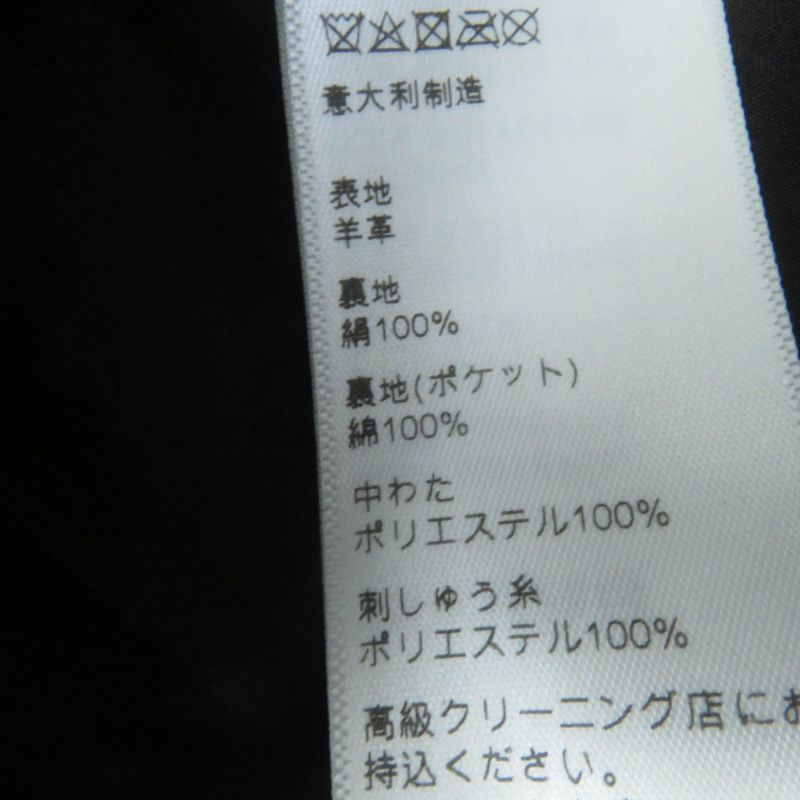 意大利制造
表地
羊革
裏地
絹100%
裏地(ポケット)
綿100%
中わた
ポリエステル100%
刺しゅう糸
ポリエステル100%
高級クリーニング店にお
持込ください。